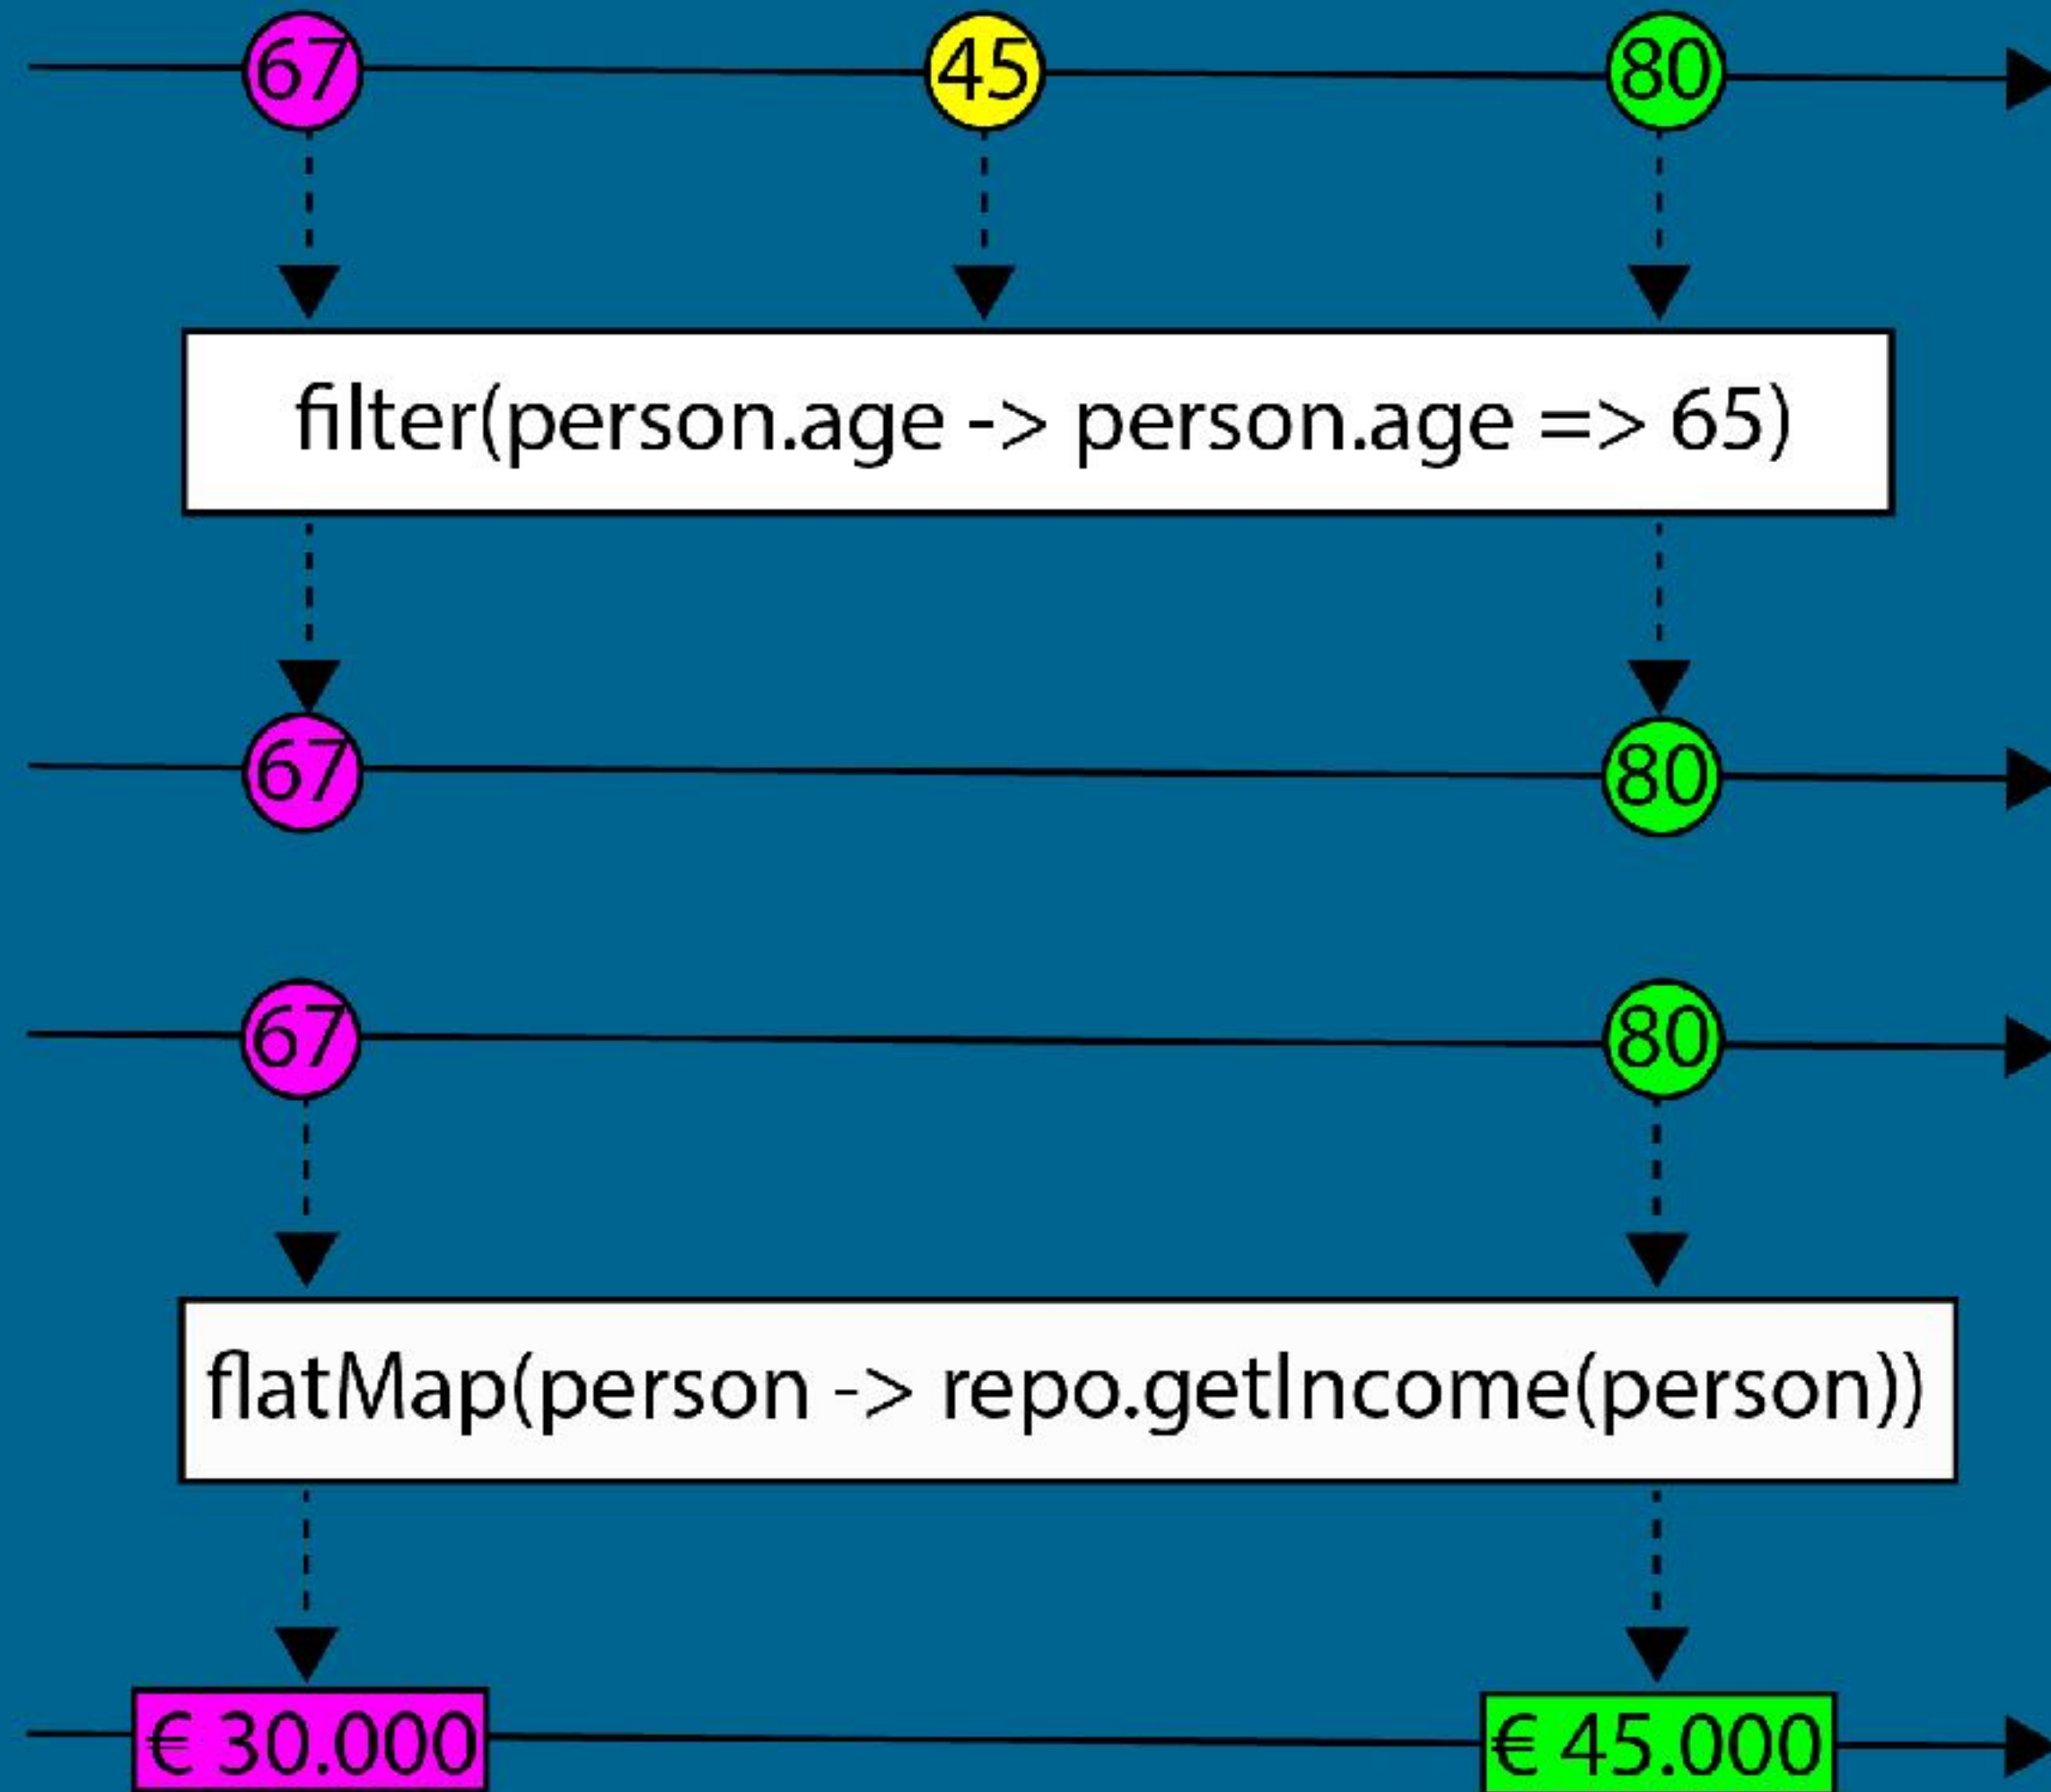 67 45 80
filter(person.age -> person.age => 65)
67 80
67 80
flatMap(person -> repo.getIncome(person))
€ 30.000 € 45.000